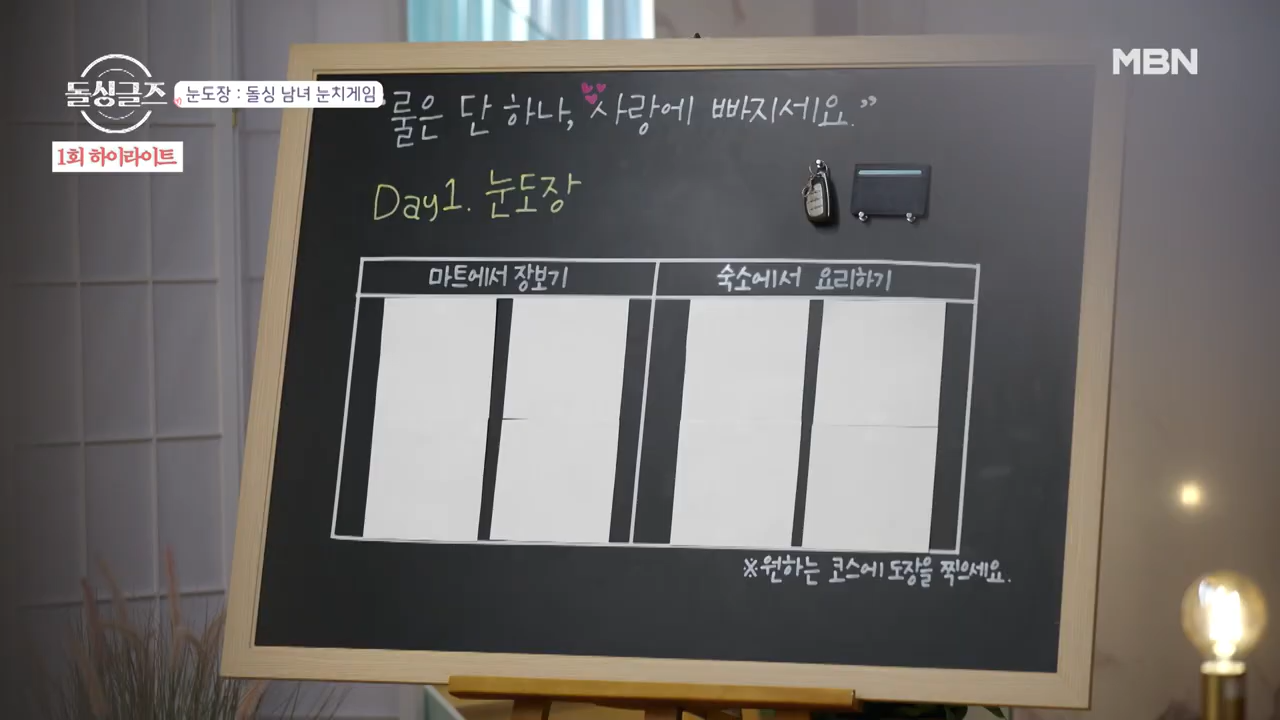 돌싱글즈
눈도장 : 돌싱 남녀 눈치게임
1회 하이라이트
MBN
룰은 단 하나, 사랑에 빠지세요."
Day1. 눈도장
마트에서 장보기
숙소에서 요리하기
※원하는 코스에 도장을 찍으세요.